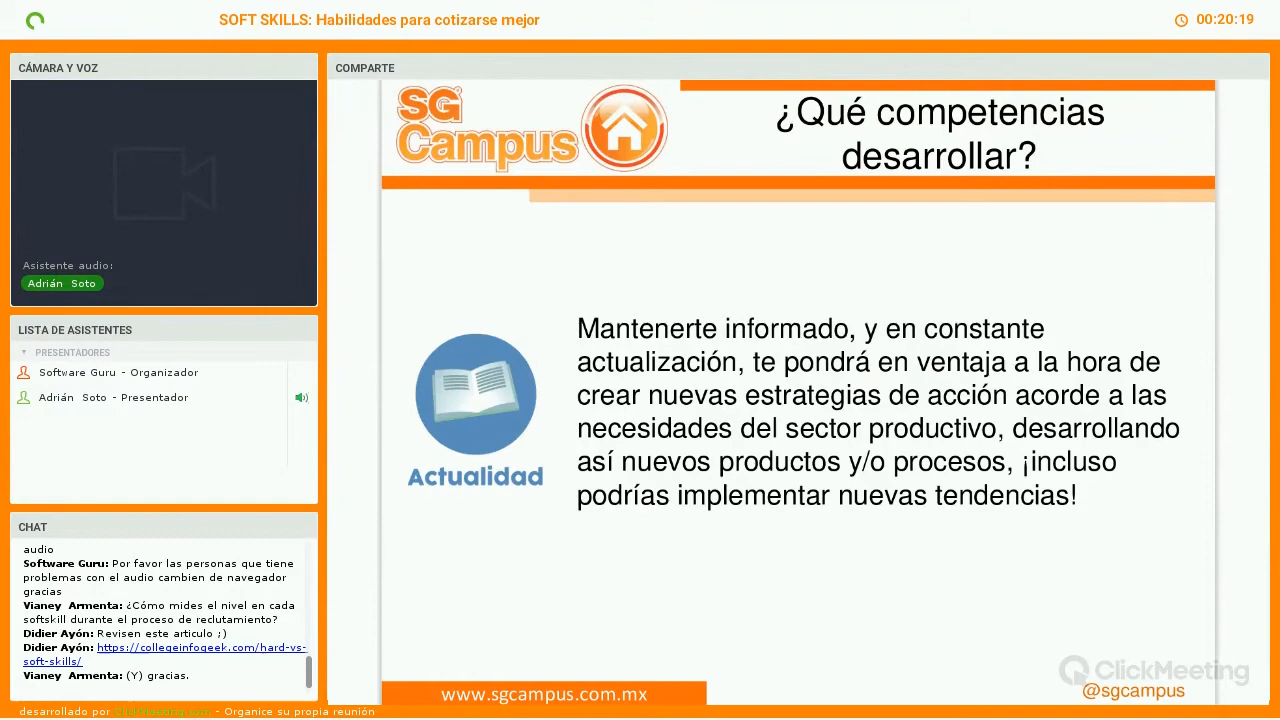 SOFT SKILLS: Habilidades para cotizarse mejor
00:20:19
CÁMARA Y VOZ
Asistente audio:
Adrián Soto
LISTA DE ASISTENTES
PRESENTADORES
Software Guru - Organizador
Adrián Soto - Presentador
CHAT
audio
Software Guru: Por favor las personas que tiene
problemas con el audio cambien de navegador
gracias
Vianey Armenta: ¿Cómo mides el nivel en cada
softskill durante el proceso de reclutamiento?
Didier Ayón: Revisen este articulo ;)
Didier Ayón: https://collegeinfogeek.com/hard-vs-
soft-skills/
Vianey Armenta: (Y) gracias.
desarrollado por ClickMeeting.com - Organice su propia reunión
COMPARTE
SG
Campus
¿Qué competencias
desarrollar?
Actualidad
Mantenerte informado, y en constante
actualización, te pondrá en ventaja a la hora de
crear nuevas estrategias de acción acorde a las
necesidades del sector productivo, desarrollando
así nuevos productos y/o procesos, ¡incluso
podrías implementar nuevas tendencias!
www.sgcampus.com.mx
ClickMeeting
@sgcampus